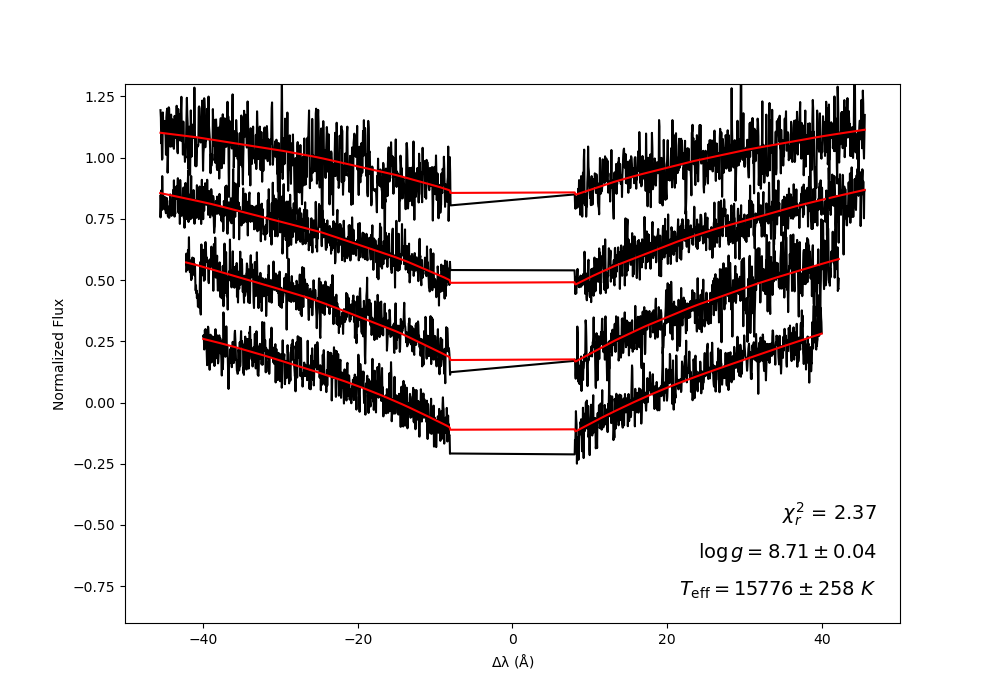 Normalized Flux
1.25
1.00
0.75
0.50
0.25
0.00
−0.25
−0.50
−0.75
χ²ᵣ = 2.37
log g = 8.71 ± 0.04
T_eff = 15776 ± 258 K
−40
−20
0
20
40
Δλ (Å)